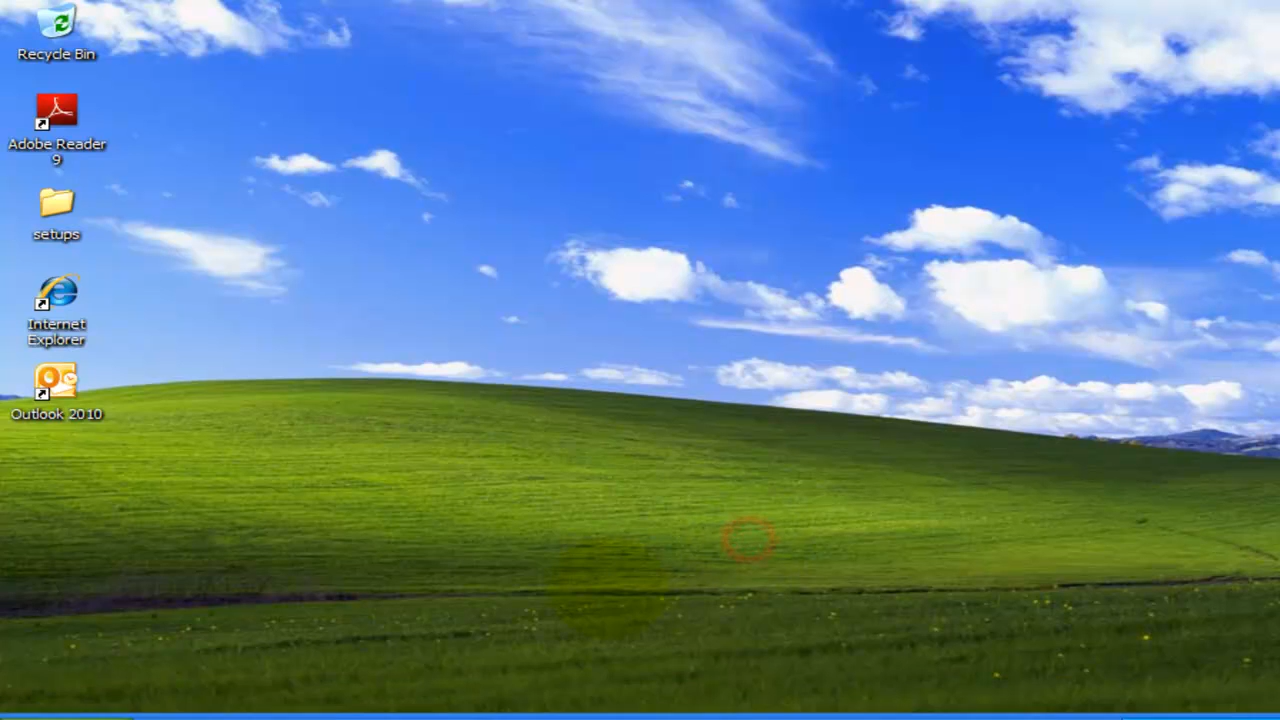 Recycle Bin
Adobe Reader
9
setups
Internet
Explorer
Outlook 2010